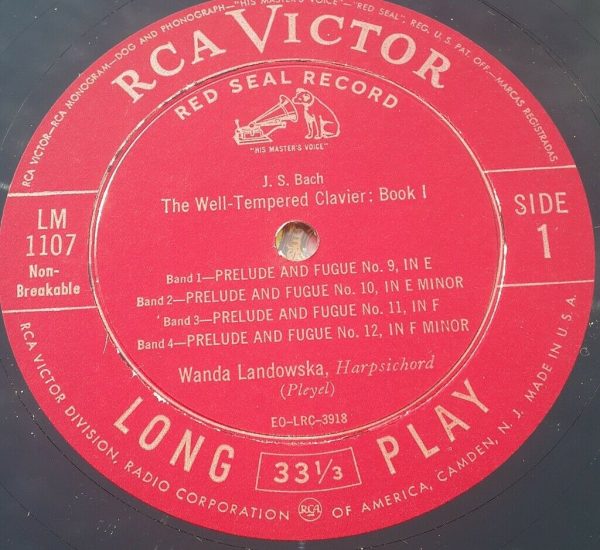 RCA VICTOR—RCA MONOGRAM—DOG AND PHONOGRAPH—"HIS MASTER'S VOICE"—"RED SEAL", REG. U. S. PAT. OFF.—MARCAS REGISTRADAS
RCA VICTOR
RED SEAL RECORD
"HIS MASTER'S VOICE"
J. S. Bach
The Well-Tempered Clavier: Book I
LM
1107
Non-
Breakable
SIDE
1
Band 1—PRELUDE AND FUGUE No. 9, IN E
Band 2—PRELUDE AND FUGUE No. 10, IN E MINOR
Band 3—PRELUDE AND FUGUE No. 11, IN F
Band 4—PRELUDE AND FUGUE No. 12, IN F MINOR
Wanda Landowska, Harpsichord
(Pleyel)
EO-LRC-3918
LONG 33 1/3 PLAY
RCA VICTOR DIVISION, RADIO CORPORATION RCA OF AMERICA, CAMDEN, N. J. MADE IN U.S.A.